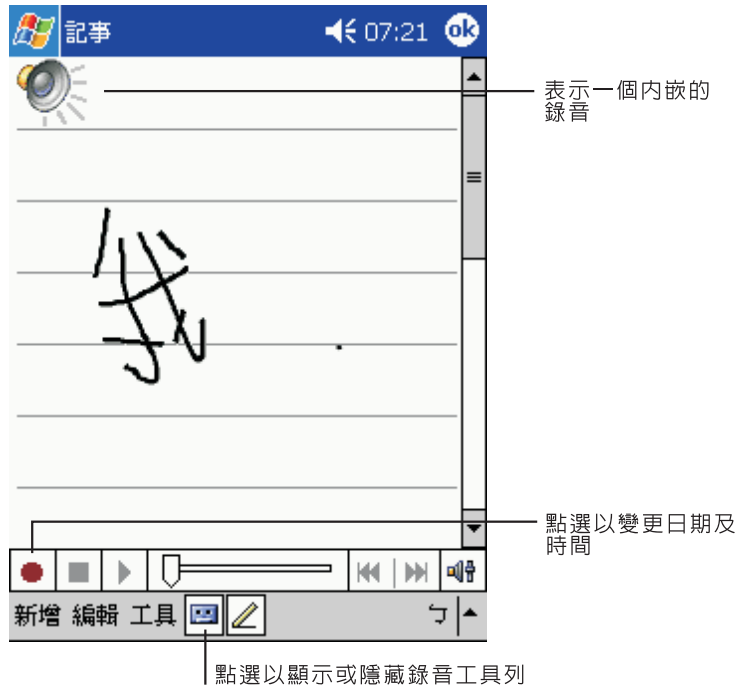 記事 07:21 ok
表示一個內嵌的
錄音
我
點選以變更日期及
時間
新增 編輯 工具 ㄅ
點選以顯示或隱藏錄音工具列